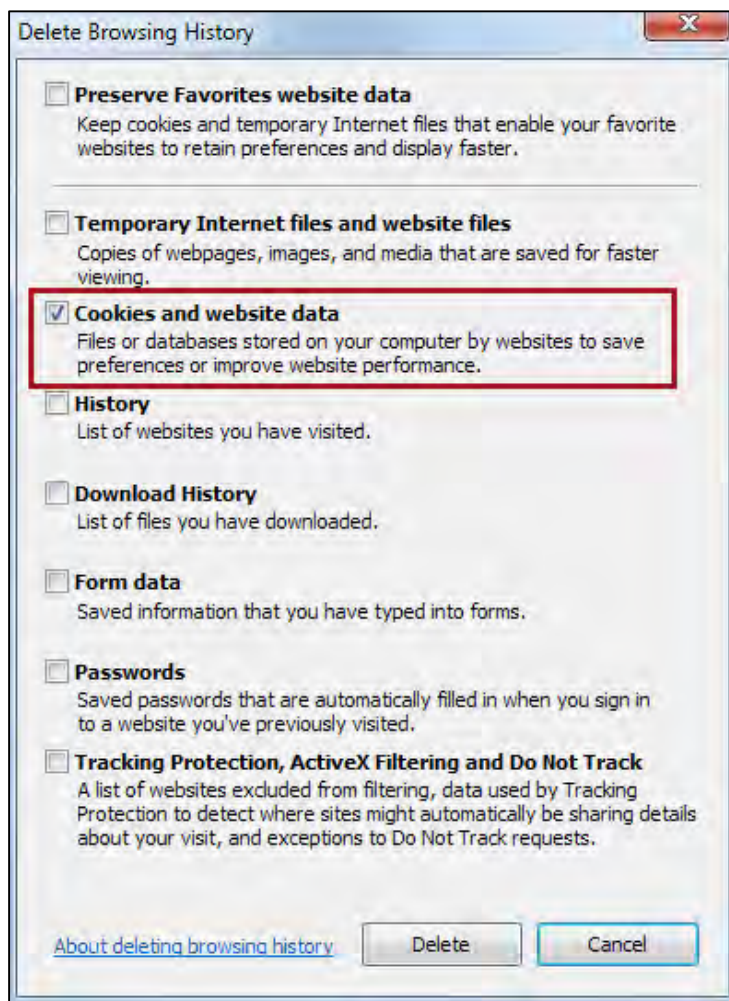 Delete Browsing History
Preserve Favorites website data
Keep cookies and temporary Internet files that enable your favorite
websites to retain preferences and display faster.
Temporary Internet files and website files
Copies of webpages, images, and media that are saved for faster
viewing.
Cookies and website data
Files or databases stored on your computer by websites to save
preferences or improve website performance.
History
List of websites you have visited.
Download History
List of files you have downloaded.
Form data
Saved information that you have typed into forms.
Passwords
Saved passwords that are automatically filled in when you sign in
to a website you've previously visited.
Tracking Protection, ActiveX Filtering and Do Not Track
A list of websites excluded from filtering, data used by Tracking
Protection to detect where sites might automatically be sharing details
about your visit, and exceptions to Do Not Track requests.
About deleting browsing history
Delete
Cancel